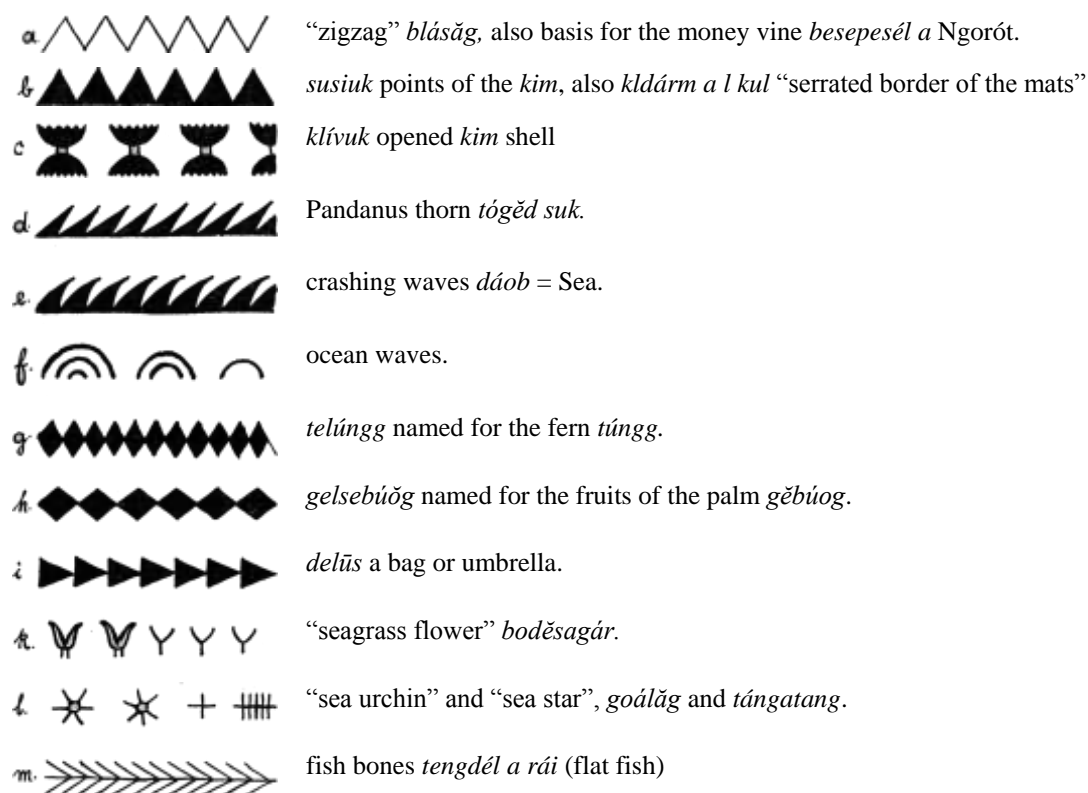 a. “zigzag” blásăg, also basis for the money vine besepesél a Ngorót.
b susiuk points of the kim, also kldárm a l kul “serrated border of the mats”
c klívuk opened kim shell
d. Pandanus thorn tógĕd suk.
e. crashing waves dáob = Sea.
f. ocean waves.
g telúngg named for the fern túngg.
h. gelsebúŏg named for the fruits of the palm gĕbúog.
i delūs a bag or umbrella.
k. “seagrass flower” bodĕsagár.
l. “sea urchin” and “sea star”, goálăg and tángatang.
m. fish bones tengdél a rái (flat fish)